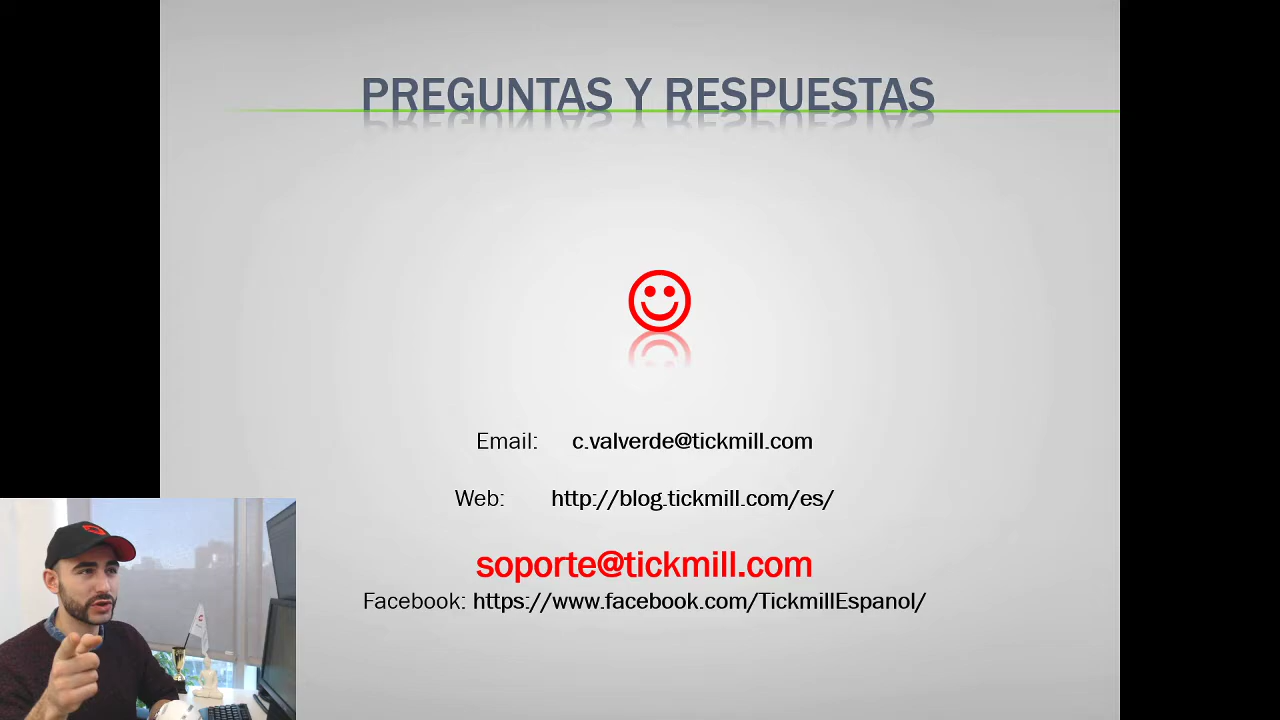 PREGUNTAS Y RESPUESTAS
Email: c.valverde@tickmill.com
Web: http://blog.tickmill.com/es/
soporte@tickmill.com
Facebook: https://www.facebook.com/TickmillEspanol/